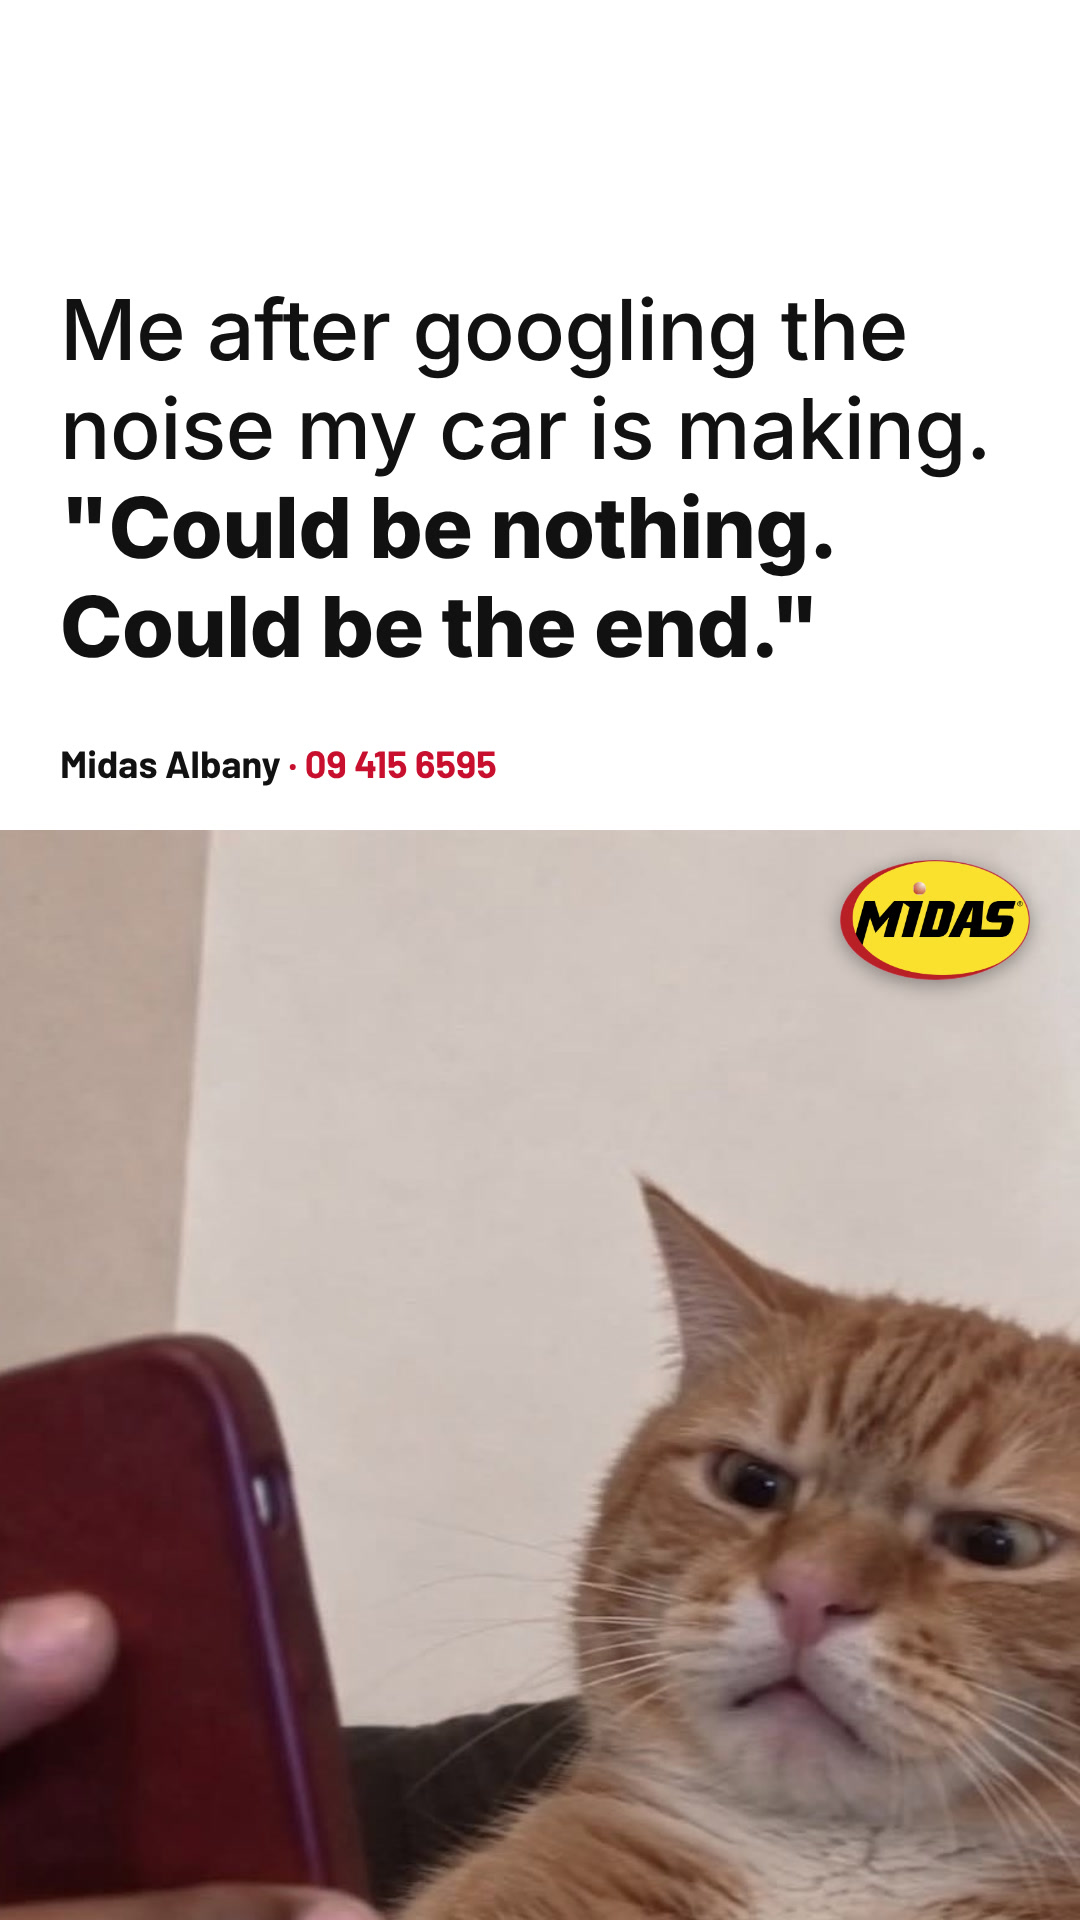 Me after googling the
noise my car is making.
"Could be nothing.
Could be the end."
Midas Albany · 09 415 6595
MIDAS®